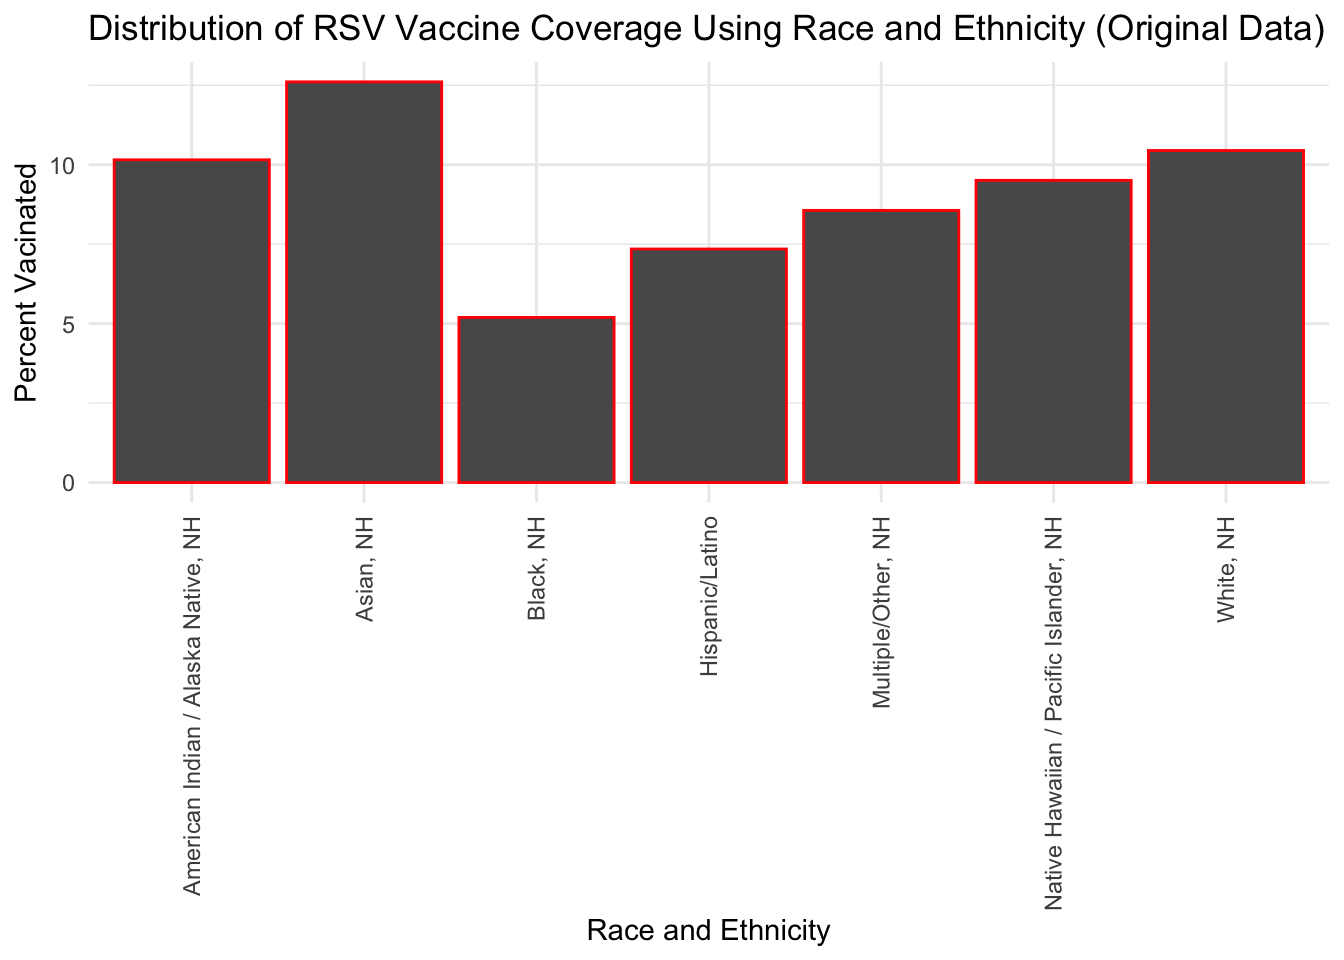 Distribution of RSV Vaccine Coverage Using Race and Ethnicity (Original Data)
Percent Vacinated
10
5
0
American Indian / Alaska Native, NH
Asian, NH
Black, NH
Hispanic/Latino
Multiple/Other, NH
Native Hawaiian / Pacific Islander, NH
White, NH
Race and Ethnicity